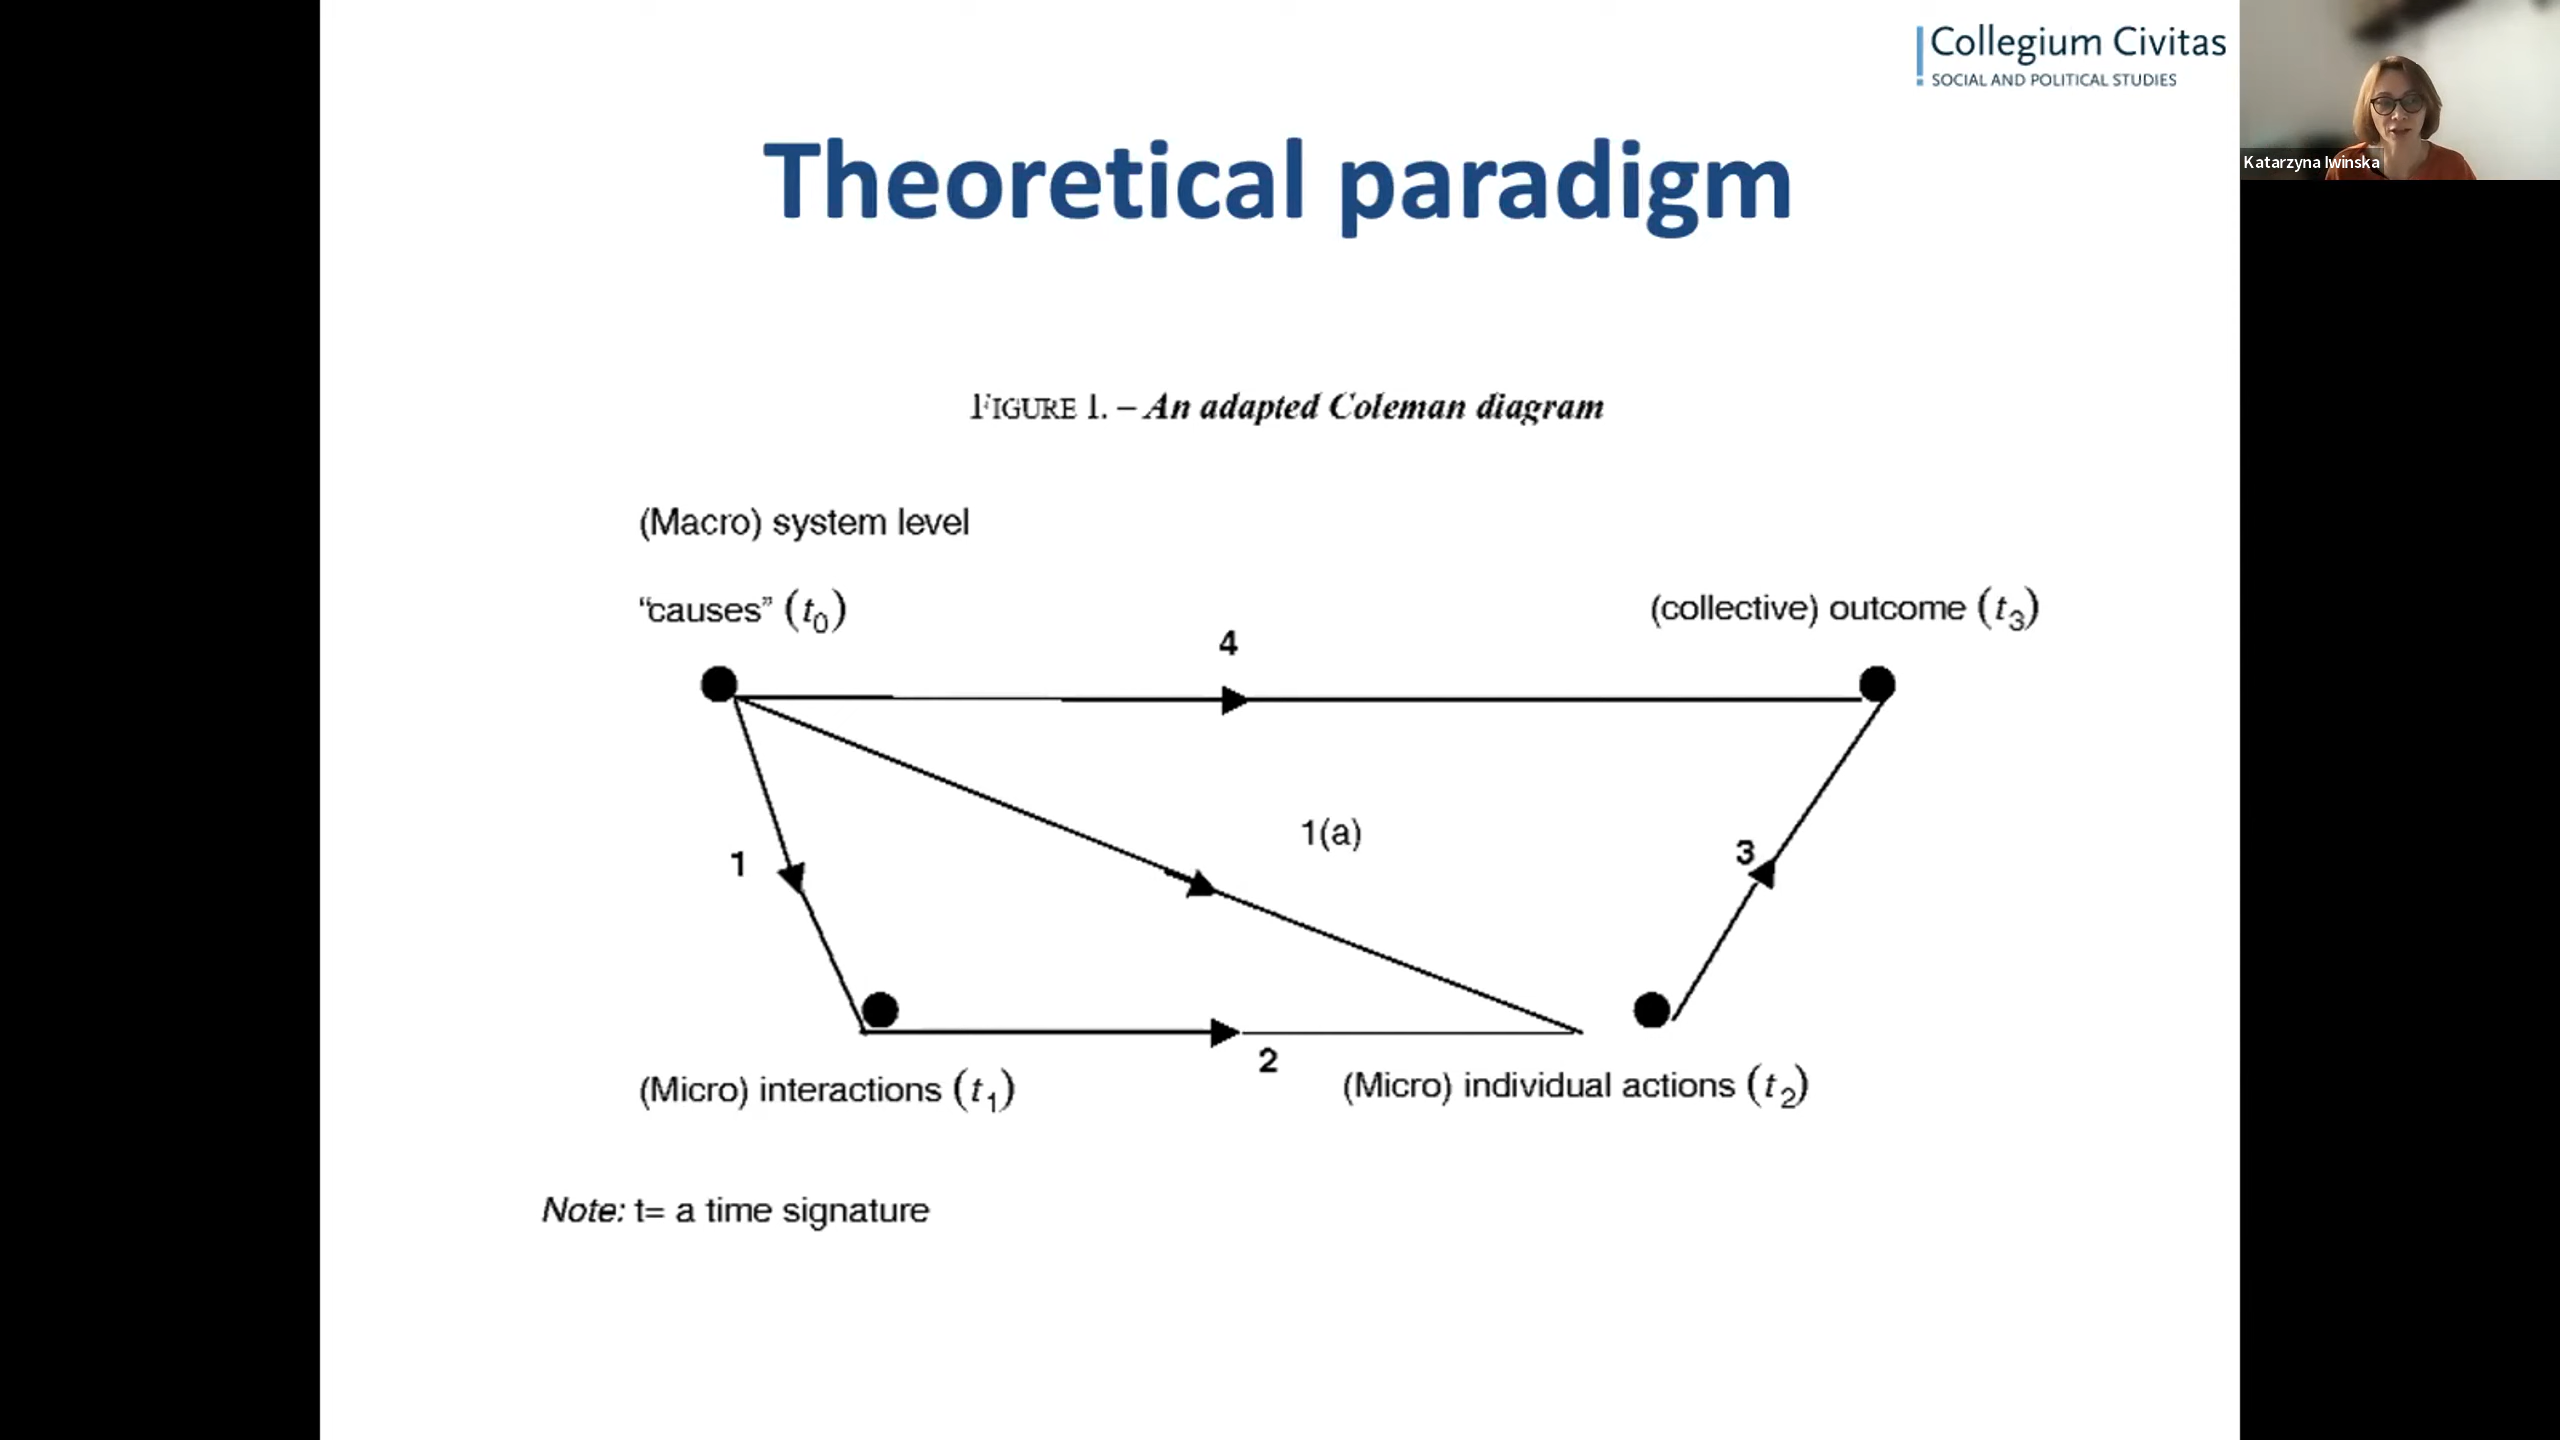 Collegium Civitas
SOCIAL AND POLITICAL STUDIES
Katarzyna Iwinska
Theoretical paradigm
FIGURE 1. – An adapted Coleman diagram
(Macro) system level
“causes” (t0)
(collective) outcome (t3)
4
1(a)
1
3
2
(Micro) interactions (t1)
(Micro) individual actions (t2)
Note: t= a time signature